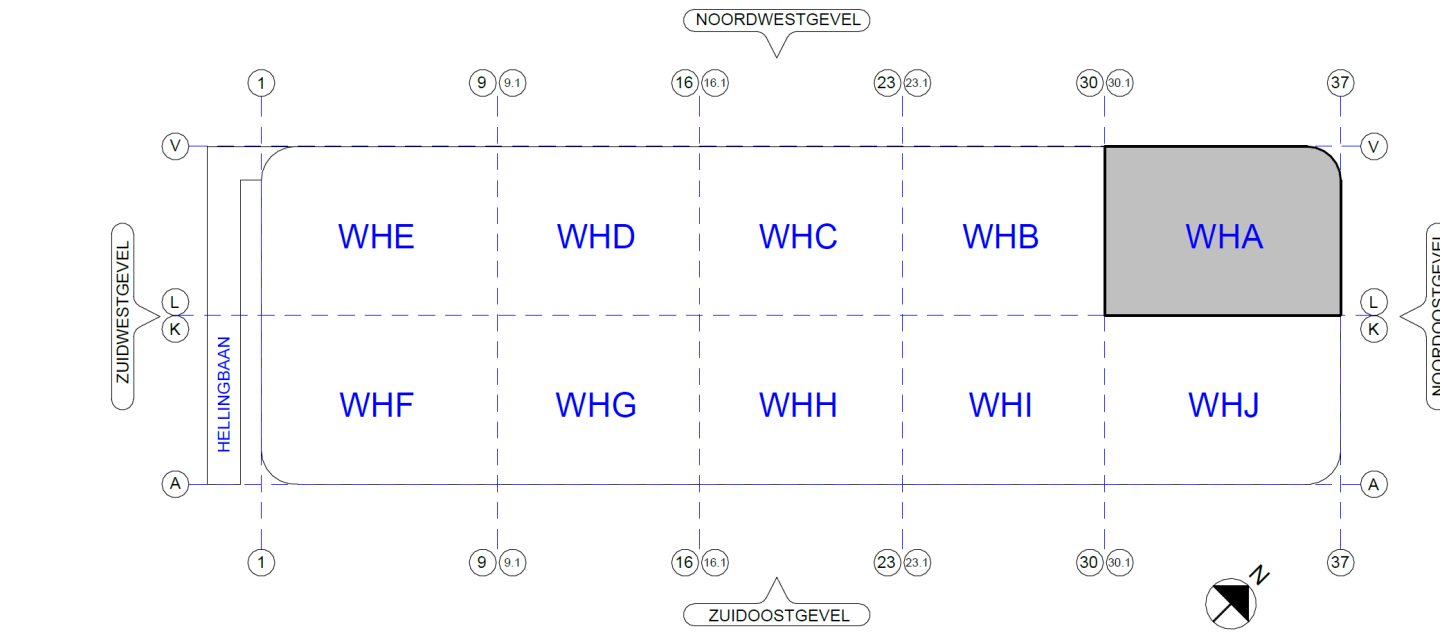 NOORDWESTGEVEL
1 9 9.1 16 16.1 23 23.1 30 30.1 37
V V
WHE WHD WHC WHB WHA
ZUIDWESTGEVEL
NOORDOOSTGEVEL
L L
K K
HELLINGBAAN
WHF WHG WHH WHI WHJ
A A
1 9 9.1 16 16.1 23 23.1 30 30.1 37
N
ZUIDOOSTGEVEL